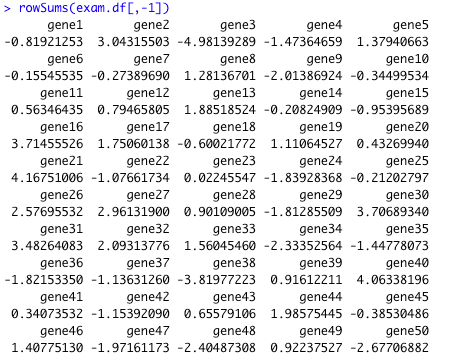 > rowSums(exam.df[,-1])
gene1 gene2 gene3 gene4 gene5
-0.81921253 3.04315503 -4.98139289 -1.47364659 1.37940663
gene6 gene7 gene8 gene9 gene10
-0.15545535 -0.27389690 1.28136701 -2.01386924 -0.34499534
gene11 gene12 gene13 gene14 gene15
0.56346435 0.79465805 1.88518524 -0.20824909 -0.95395689
gene16 gene17 gene18 gene19 gene20
3.71455526 1.75060138 -0.60021772 1.11064527 0.43269940
gene21 gene22 gene23 gene24 gene25
4.16751006 -1.07661734 0.02245547 -1.83928368 -0.21202797
gene26 gene27 gene28 gene29 gene30
2.57695532 2.96131900 0.90109005 -1.81285509 3.70689340
gene31 gene32 gene33 gene34 gene35
3.48264083 2.09313776 1.56045460 -2.33352564 -1.44778073
gene36 gene37 gene38 gene39 gene40
-1.82153350 -1.13631260 -3.81977223 0.91612211 4.06338196
gene41 gene42 gene43 gene44 gene45
0.34073532 -1.15392090 0.65579106 1.98575445 -0.38530486
gene46 gene47 gene48 gene49 gene50
1.40775130 -1.97161173 -2.40487308 0.92237527 -2.67706882